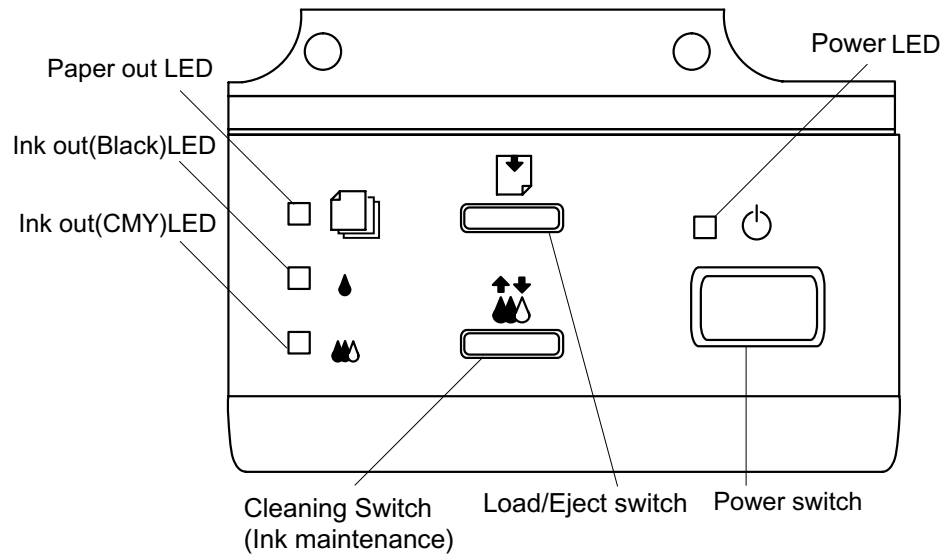 Power LED
Paper out LED
Ink out(Black)LED
Ink out(CMY)LED
Cleaning Switch
(Ink maintenance)
Load/Eject switch
Power switch